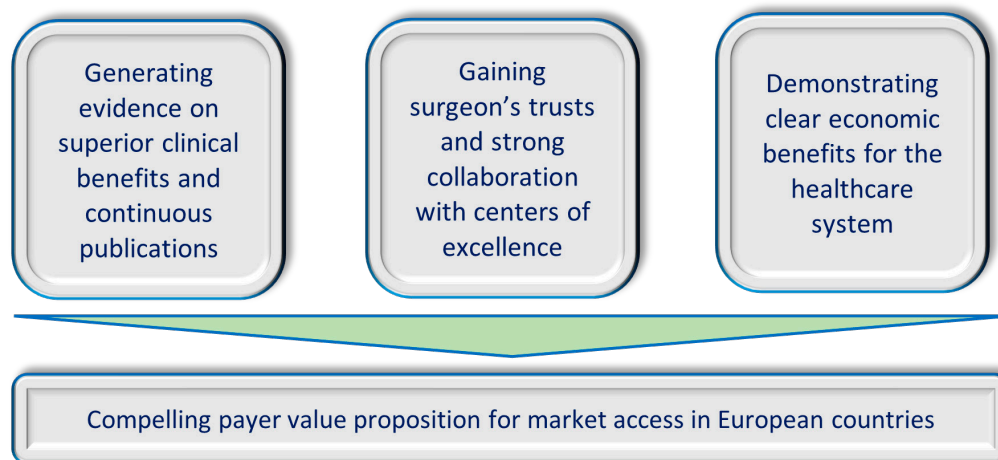 Generating
evidence on
superior clinical
benefits and
continuous
publications
Gaining
surgeon’s trusts
and strong
collaboration
with centers of
excellence
Demonstrating
clear economic
benefits for the
healthcare
system
Compelling payer value proposition for market access in European countries